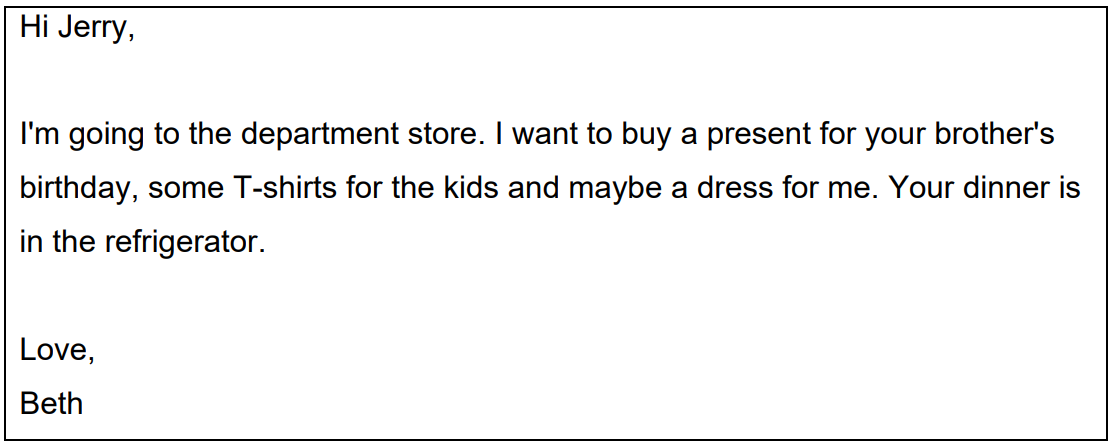 Hi Jerry,
I'm going to the department store. I want to buy a present for your brother's
birthday, some T-shirts for the kids and maybe a dress for me. Your dinner is
in the refrigerator.
Love,
Beth